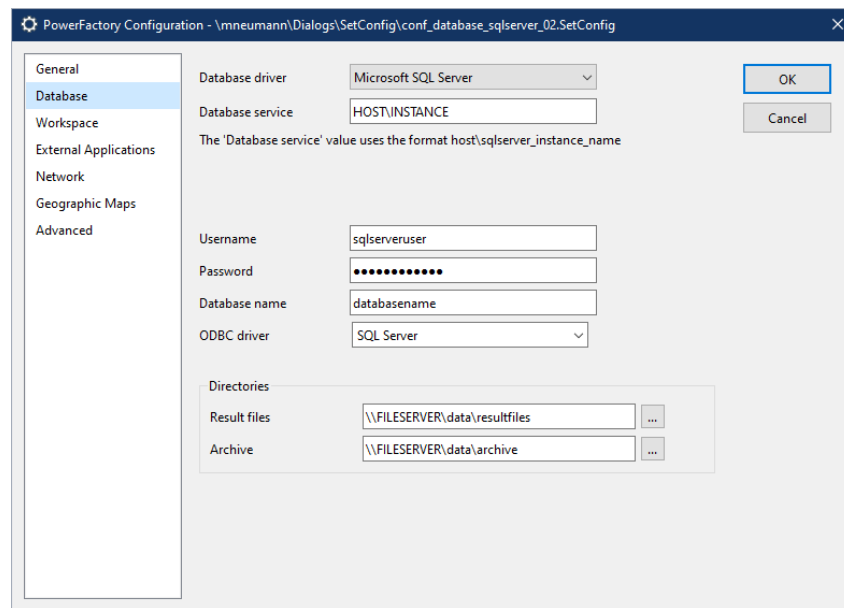 PowerFactory Configuration - \mneumann\Dialogs\SetConfig\conf_database_sqlserver_02.SetConfig
General
Database
Workspace
External Applications
Network
Geographic Maps
Advanced
Database driver Microsoft SQL Server
Database service HOST\INSTANCE
The 'Database service' value uses the format host\sqlserver_instance_name
Username sqlserveruser
Password ●●●●●●●●●●●●
Database name databasename
ODBC driver SQL Server
Directories
Result files \\FILESERVER\data\resultfiles ...
Archive \\FILESERVER\data\archive ...
OK
Cancel